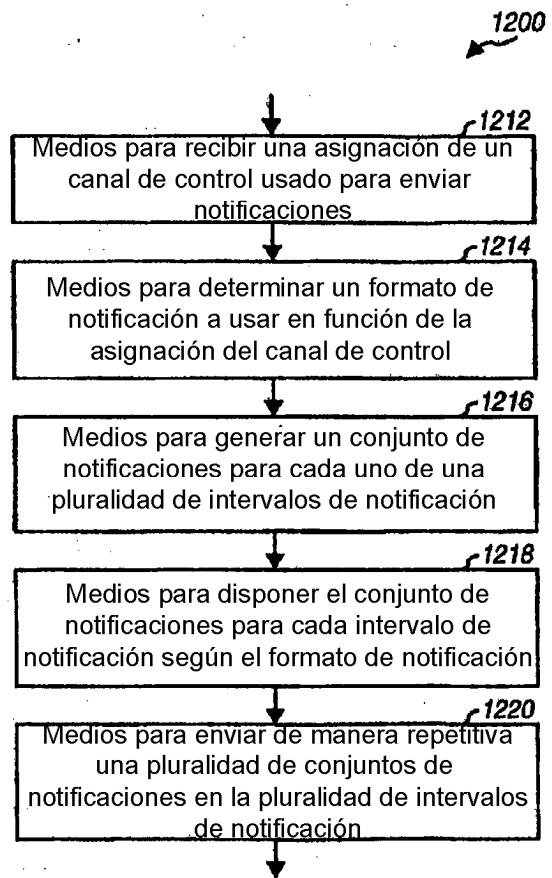 1200
1212
Medios para recibir una asignación de un
canal de control usado para enviar
notificaciones
1214
Medios para determinar un formato de
notificación a usar en función de la
asignación del canal de control
1216
Medios para generar un conjunto de
notificaciones para cada uno de una
pluralidad de intervalos de notificación
1218
Medios para disponer el conjunto de
notificaciones para cada intervalo de
notificación según el formato de notificación
1220
Medios para enviar de manera repetitiva
una pluralidad de conjuntos de
notificaciones en la pluralidad de intervalos
de notificación